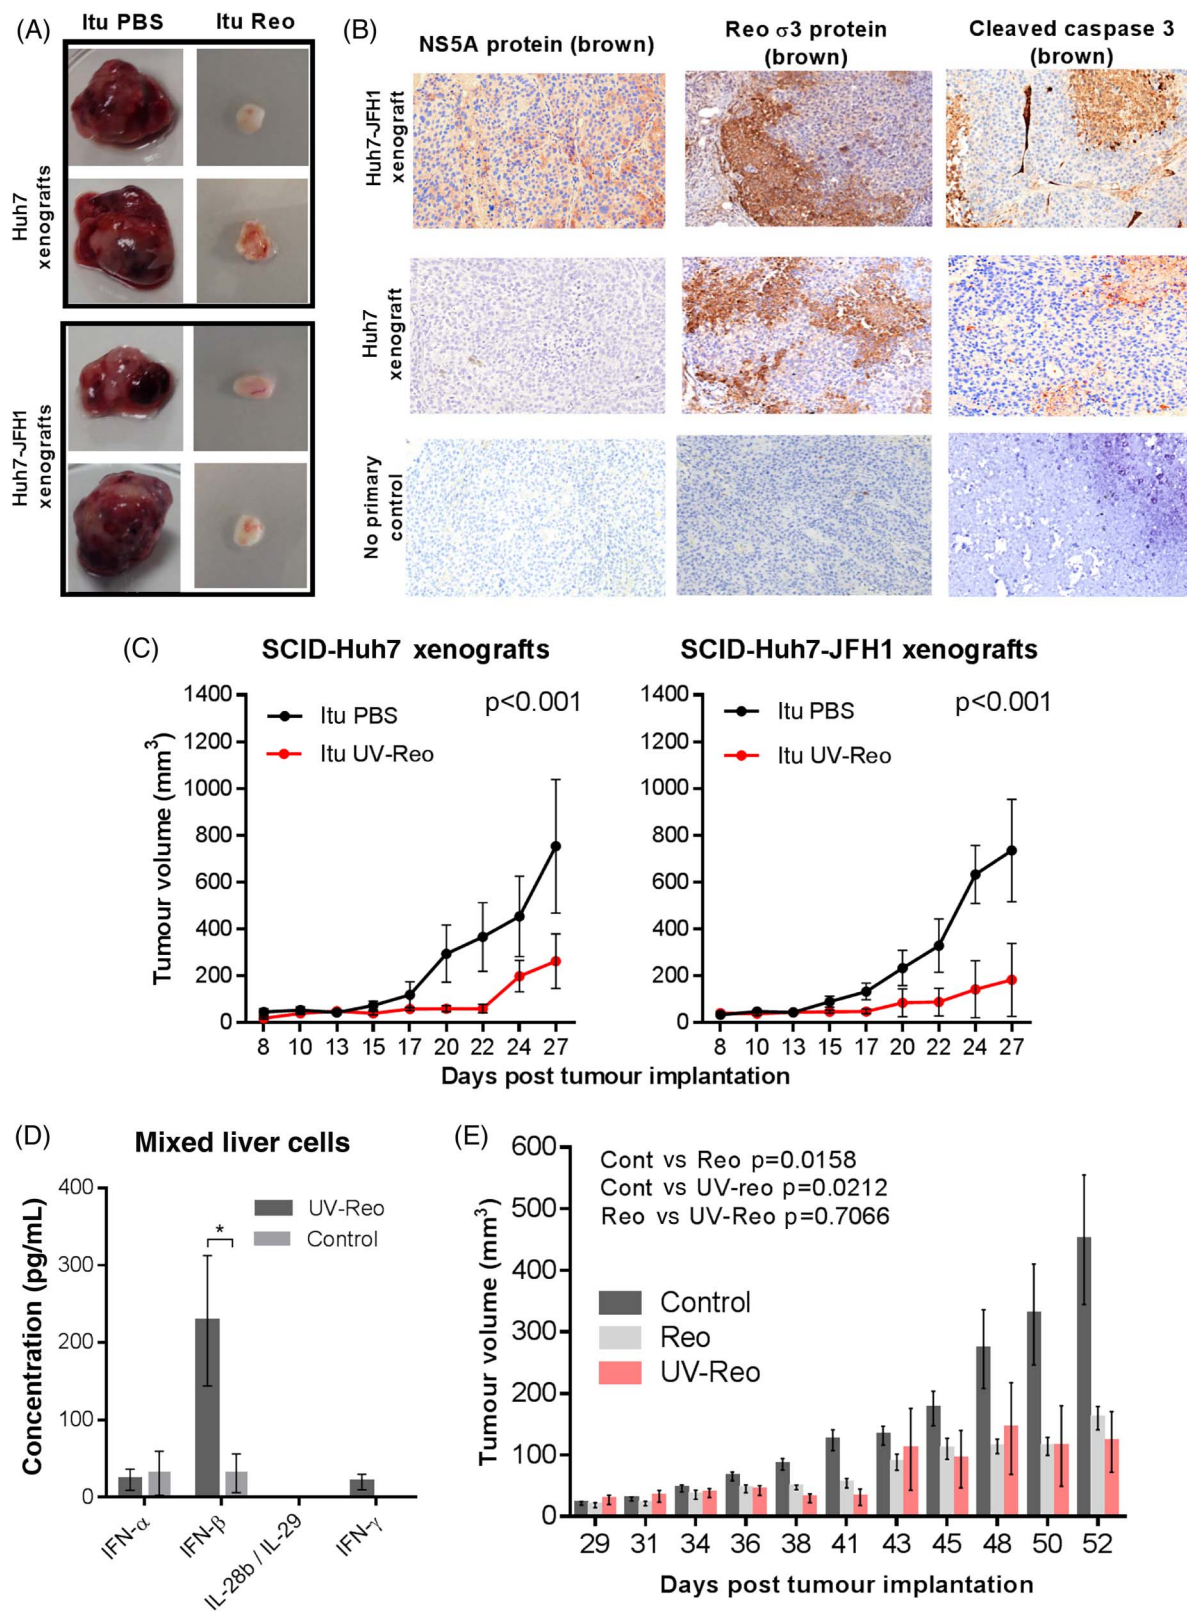 (A)
Itu PBS
Itu Reo
Huh7
xenografts
Huh7-JFH1
xenografts
(B)
NS5A protein (brown)
Reo σ3 protein
(brown)
Cleaved caspase 3
(brown)
Huh7-JFH1
xenograft
Huh7
xenograft
No primary
control
(C)
SCID-Huh7 xenografts
SCID-Huh7-JFH1 xenografts
Tumour volume (mm³)
1400
1200
1000
800
600
400
200
0
Itu PBS
Itu UV-Reo
p<0.001
8 10 13 15 17 20 22 24 27
1400
1200
1000
800
600
400
200
0
Itu PBS
Itu UV-Reo
p<0.001
8 10 13 15 17 20 22 24 27
Days post tumour implantation
(D)
Mixed liver cells
Concentration (pg/mL)
400
300
200
100
0
UV-Reo
Control
*
IFN-α
IFN-β
IL-28b / IL-29
IFN-γ
(E)
Tumour volume (mm³)
600
500
400
300
200
100
0
Cont vs Reo p=0.0158
Cont vs UV-reo p=0.0212
Reo vs UV-Reo p=0.7066
Control
Reo
UV-Reo
29 31 34 36 38 41 43 45 48 50 52
Days post tumour implantation